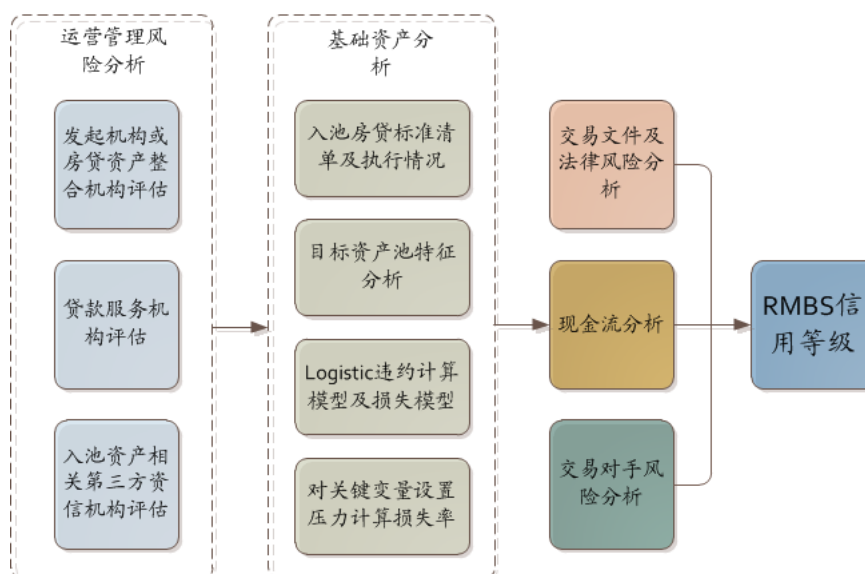 运营管理风
险分析
发起机构或
房贷资产整
合机构评估
贷款服务机
构评估
入池资产相
关第三方资
信机构评估
基础资产分
析
入池房贷标准清
单及执行情况
目标资产池特征
分析
Logistic违约计算
模型及损失模型
对关键变量设置
压力计算损失率
交易文件及
法律风险分
析
现金流分析
交易对手风
险分析
RMBS信
用等级